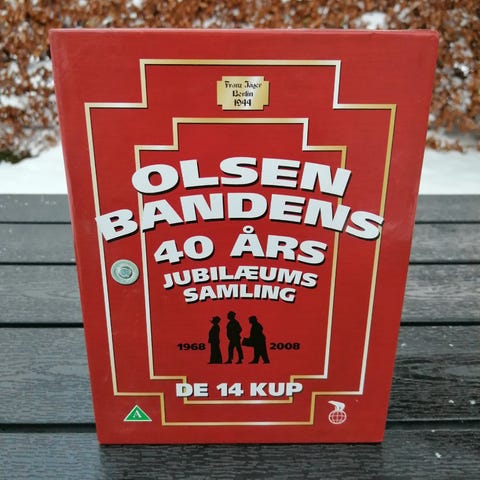 Franz Jäger
Berlin
1944
OLSEN
BANDENS
40 ÅRS
JUBILÆUMS
SAMLING
1968 2008
DE 14 KUP
A